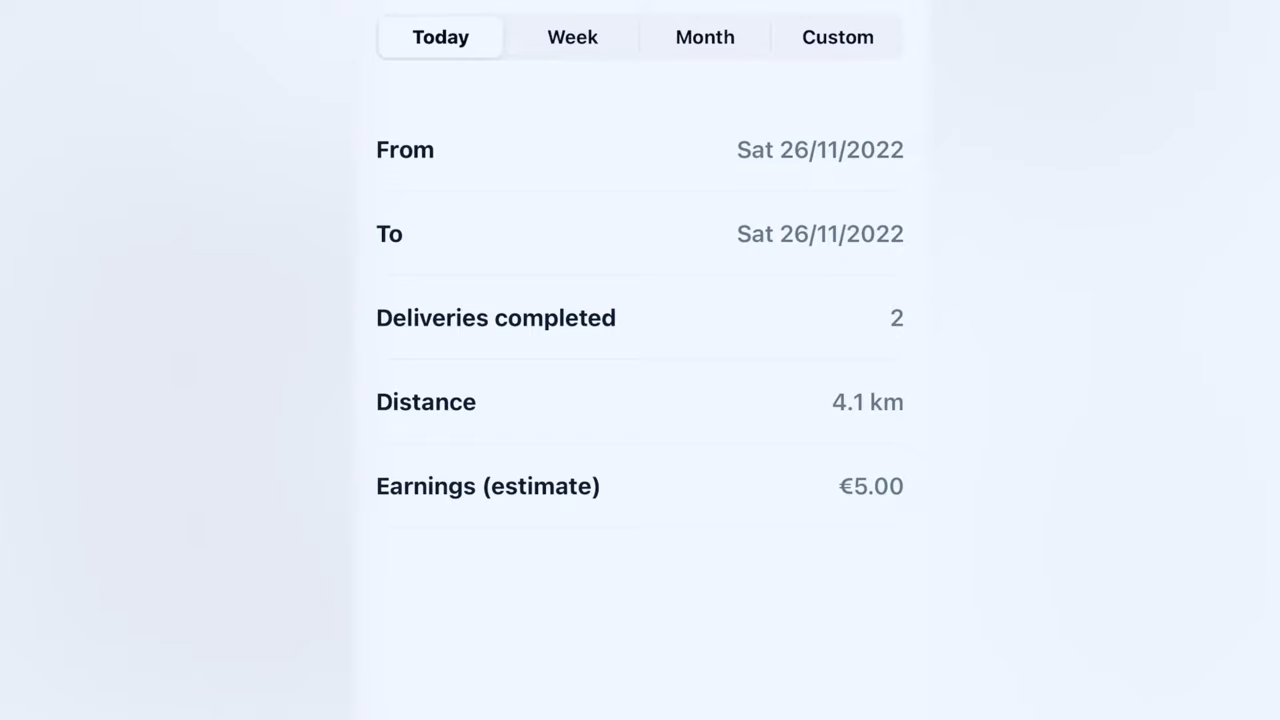 Today Week Month Custom
From Sat 26/11/2022
To Sat 26/11/2022
Deliveries completed 2
Distance 4.1 km
Earnings (estimate) €5.00